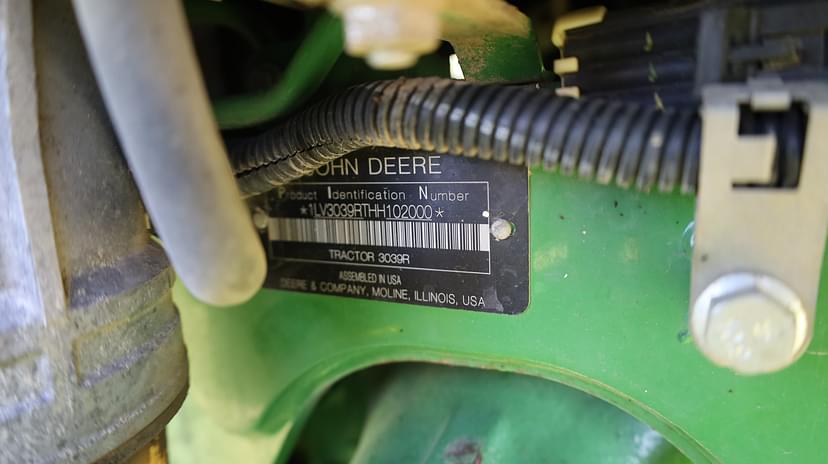 JOHN DEERE
Product Identification Number
*1LV3039RTHH102000*
TRACTOR 3039R
ASSEMBLED IN USA
DEERE & COMPANY, MOLINE, ILLINOIS, USA